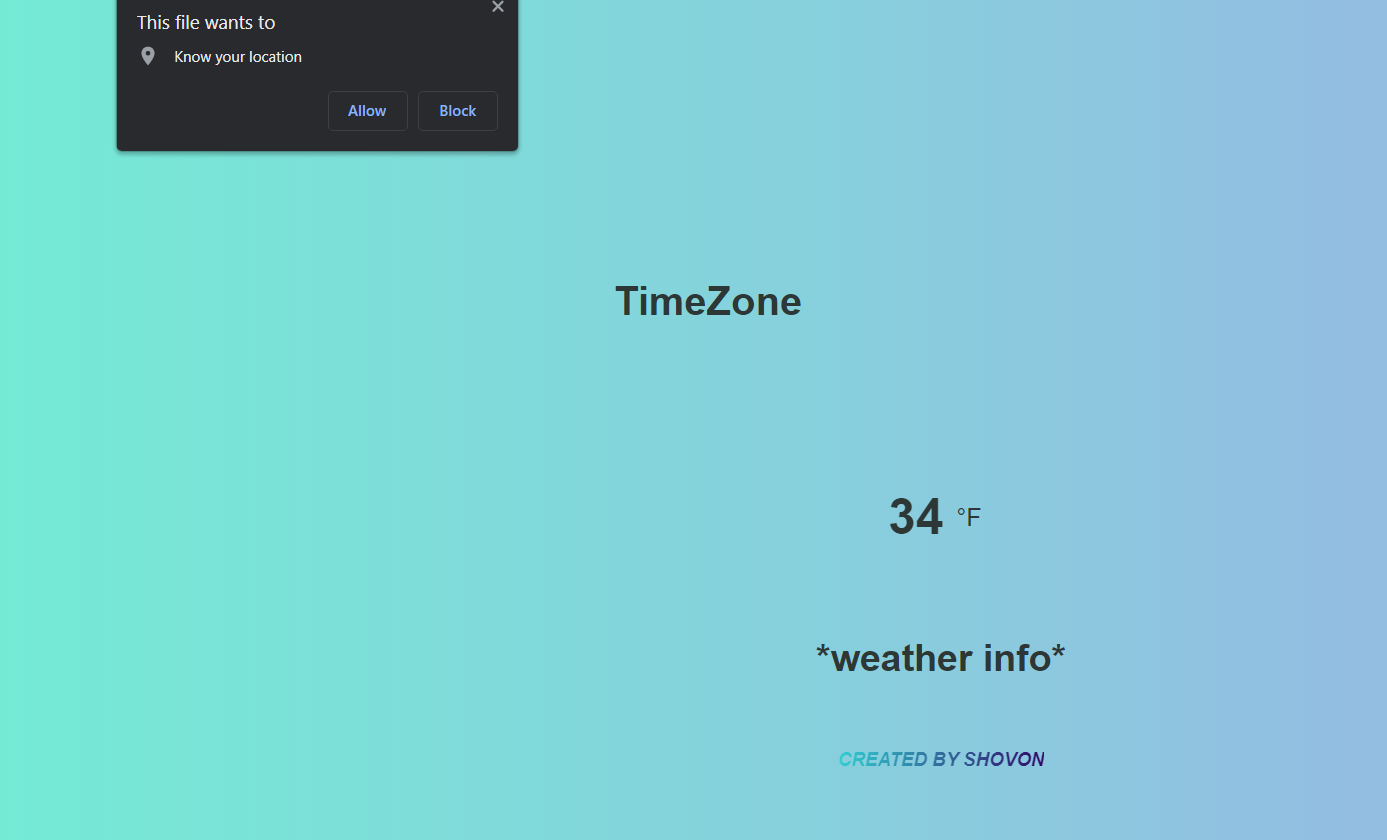 This file wants to
Know your location
Allow Block
TimeZone
34 °F
*weather info*
CREATED BY SHOVON